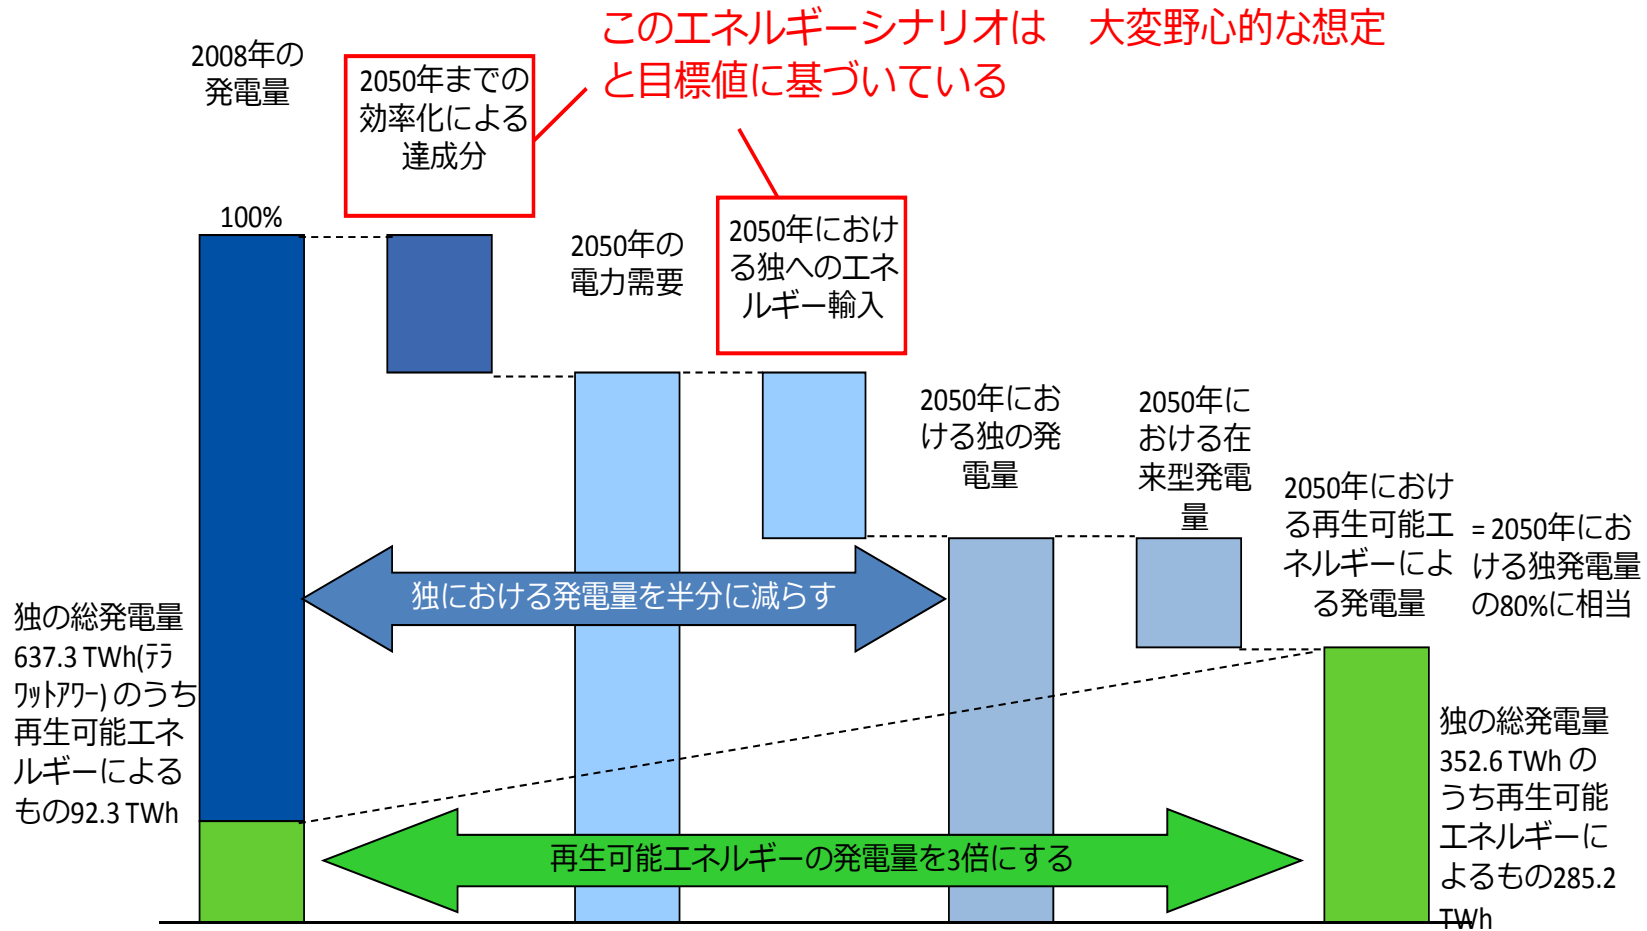 このエネルギーシナリオは　大変野心的な想定
と目標値に基づいている
2008年の
発電量
2050年までの
効率化による
達成分
100%
2050年の
電力需要
2050年におけ
る独へのエネ
ルギー輸入
2050年にお
ける独の発
電量
2050年に
おける在
来型発電
量
2050年におけ
る再生可能エ
ネルギーによ
る発電量
= 2050年にお
ける独発電量
の80%に相当
独における発電量を半分に減らす
独の総発電量
637.3 TWh(ﾃﾗ
ﾜｯﾄｱﾜｰ) のうち
再生可能エネ
ルギーによる
もの92.3 TWh
再生可能エネルギーの発電量を3倍にする
独の総発電量
352.6 TWh の
うち再生可能
エネルギーに
よるもの285.2
TWh